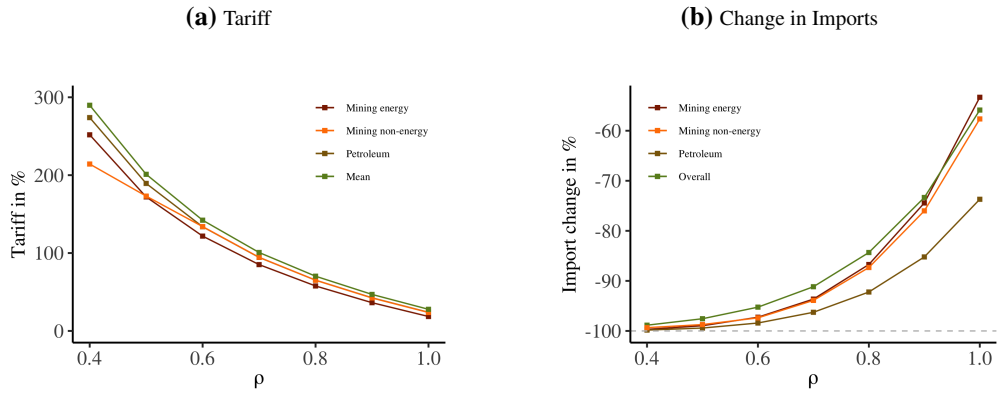 (a) Tariff
Tariff in %
300
200
100
0
0.4 0.6 0.8 1.0
ρ
Mining energy
Mining non-energy
Petroleum
Mean
(b) Change in Imports
Import change in %
-60
-70
-80
-90
-100
0.4 0.6 0.8 1.0
ρ
Mining energy
Mining non-energy
Petroleum
Overall